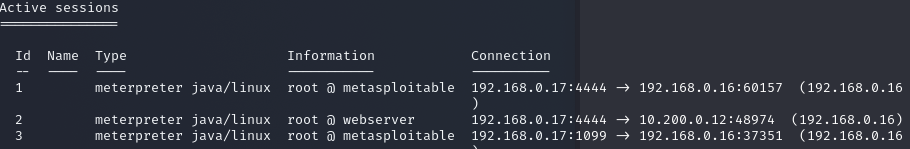 Active sessions
===============
Id  Name  Type                    Information           Connection
--  ----  ----                    -----------           ----------
1         meterpreter java/linux  root @ metasploitable  192.168.0.17:4444 -> 192.168.0.16:60157  (192.168.0.16
)
2         meterpreter java/linux  root @ webserver       192.168.0.17:4444 -> 10.200.0.12:48974  (192.168.0.16)
3         meterpreter java/linux  root @ metasploitable  192.168.0.17:1099 -> 192.168.0.16:37351  (192.168.0.16
)